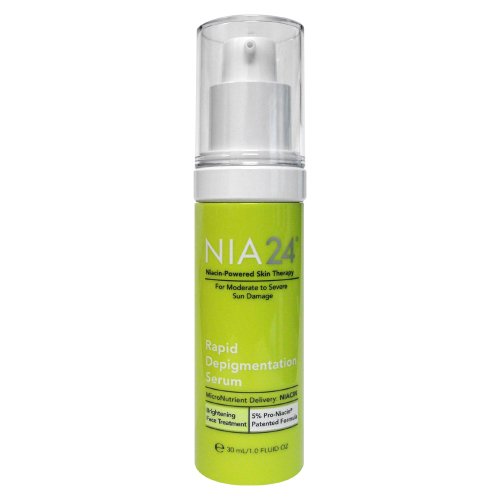 NIA24®
Niacin-Powered Skin Therapy
For Moderate to Severe
Sun Damage
Rapid
Depigmentation
Serum
MicroNutrient Delivery: NIACIN
Brightening
Face Treatment
5% Pro-Niacin®
Patented Formula
℮ 30 mL/1.0 FLUID OZ